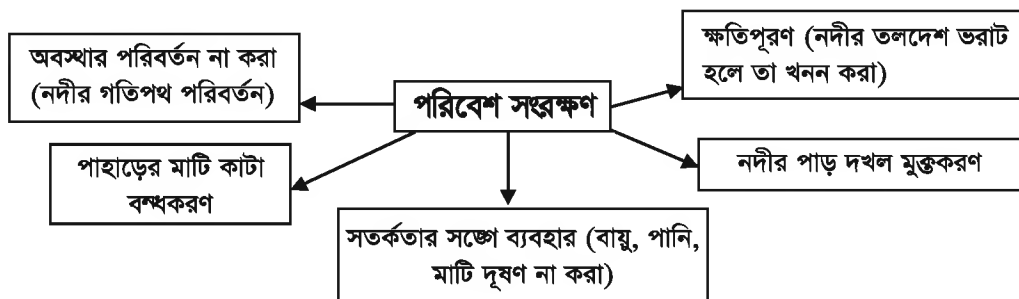 অবস্থার পরিবর্তন না করা
(নদীর গতিপথ পরিবর্তন)
ক্ষতিপূরণ (নদীর তলদেশ ভরাট
হলে তা খনন করা)
পরিবেশ সংরক্ষণ
পাহাড়ের মাটি কাটা
বন্ধকরণ
নদীর পাড় দখল মুক্তকরণ
সতর্কতার সঙ্গে ব্যবহার (বায়ু, পানি,
মাটি দূষণ না করা)